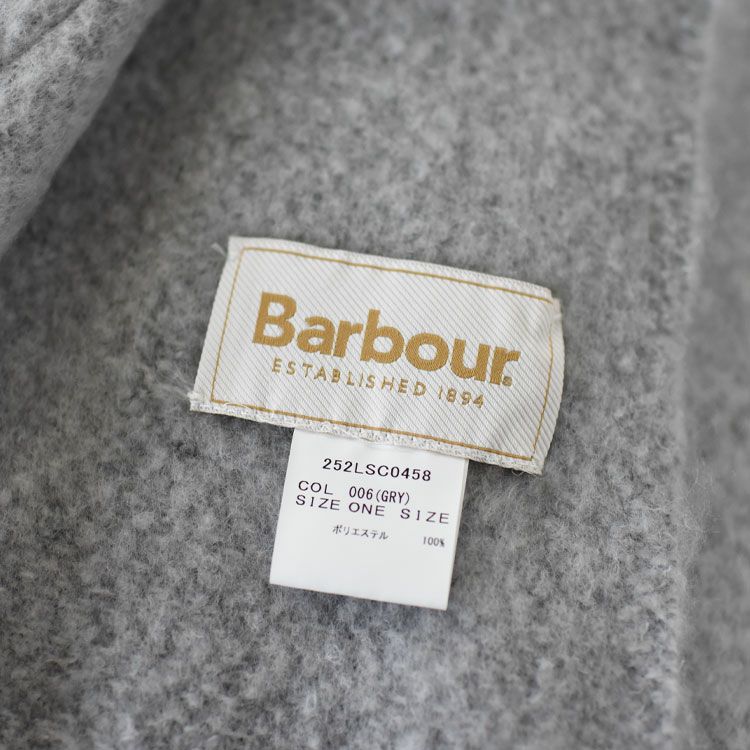 Barbour®
ESTABLISHED 1894
252LSC0458
COL 006(GRY)
SIZE ONE SIZE
ポリエステル 100%